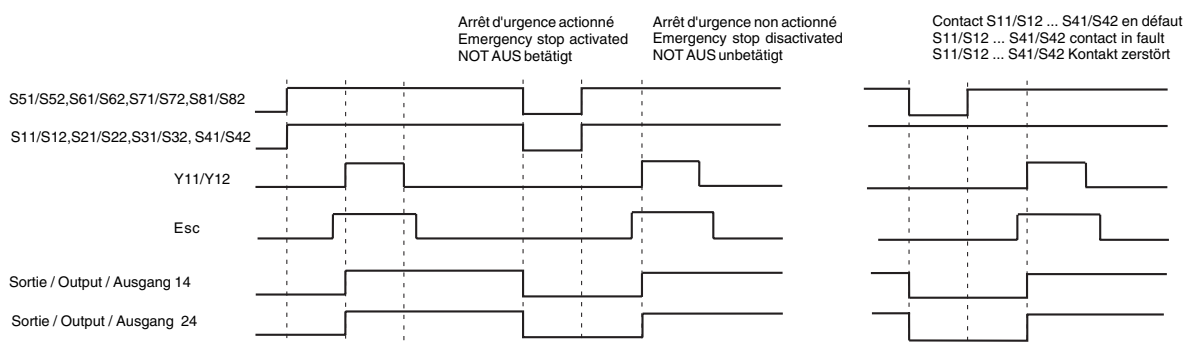 Arrêt d'urgence actionné
Emergency stop activated
NOT AUS betätigt
Arrêt d'urgence non actionné
Emergency stop disactivated
NOT AUS unbetätigt
Contact S11/S12 ... S41/S42 en défaut
S11/S12 ... S41/S42 contact in fault
S11/S12 ... S41/S42 Kontakt zerstört
S51/S52,S61/S62,S71/S72,S81/S82
S11/S12,S21/S22,S31/S32, S41/S42
Y11/Y12
Esc
Sortie / Output / Ausgang 14
Sortie / Output / Ausgang 24